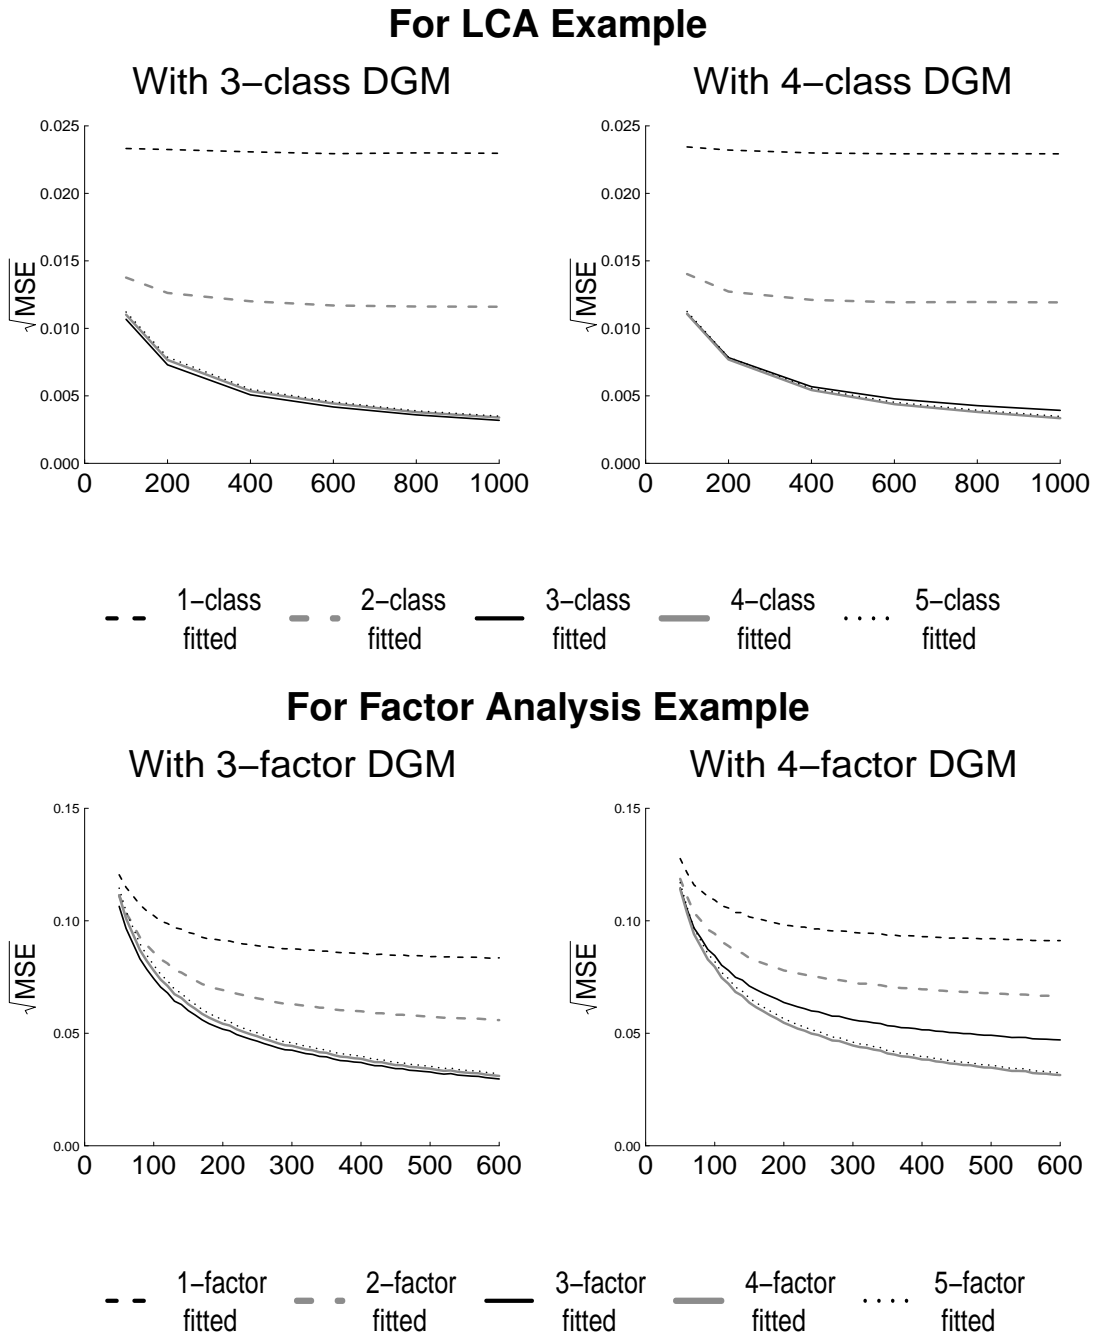 For LCA Example
With 3−class DGM
With 4−class DGM
0.025
0.020
0.015
0.010
0.005
0.000
√MSE
0 200 400 600 800 1000
0.025
0.020
0.015
0.010
0.005
0.000
√MSE
0 200 400 600 800 1000
1−class fitted
2−class fitted
3−class fitted
4−class fitted
5−class fitted
For Factor Analysis Example
With 3−factor DGM
With 4−factor DGM
0.15
0.10
0.05
0.00
√MSE
0 100 200 300 400 500 600
0.15
0.10
0.05
0.00
√MSE
0 100 200 300 400 500 600
1−factor fitted
2−factor fitted
3−factor fitted
4−factor fitted
5−factor fitted